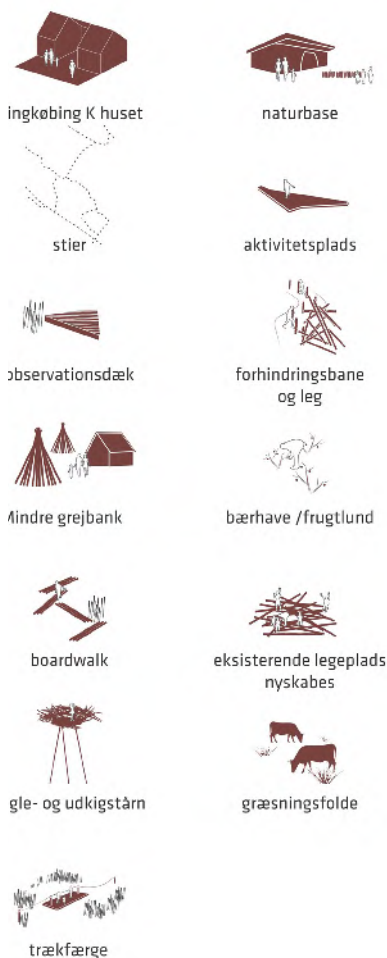 ingkøbing K huset
naturbase
stier
aktivitetsplads
observationsdæk
forhindringsbane
og leg
Mindre grejbank
bærhave /frugtlund
boardwalk
eksisterende legeplads
nyskabes
gle- og udkigstårn
græsningsfolde
trækfærge